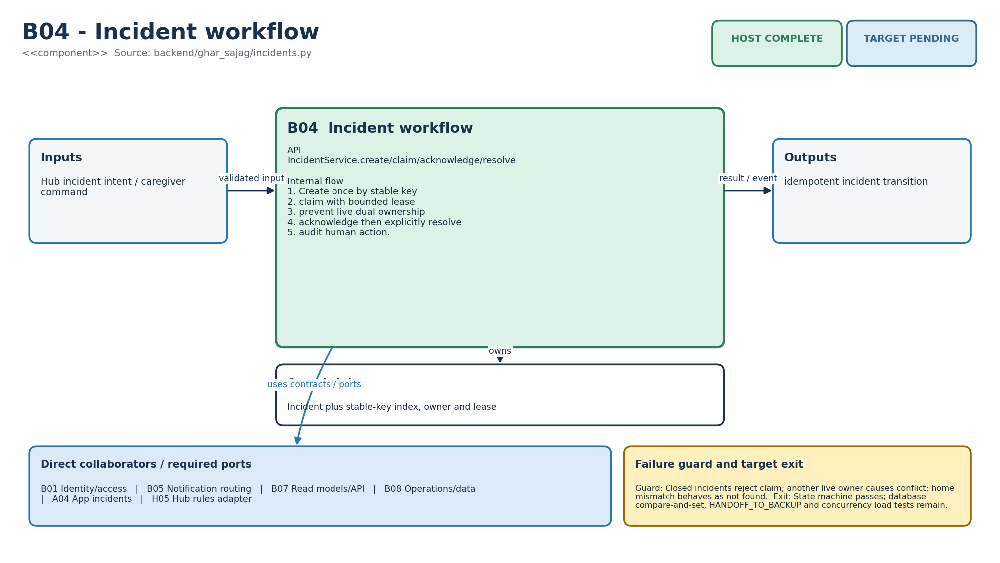 B04 - Incident workflow
<<component>>  Source: backend/ghar_sajag/incidents.py
HOST COMPLETE
TARGET PENDING
Inputs
Hub incident intent / caregiver
command
validated input
B04  Incident workflow
API
IncidentService.create/claim/acknowledge/resolve
Internal flow
1. Create once by stable key
2. claim with bounded lease
3. prevent live dual ownership
4. acknowledge then explicitly resolve
5. audit human action.
result / event
Outputs
idempotent incident transition
owns
uses contracts / ports
Incident plus stable-key index, owner and lease
Direct collaborators / required ports
B01 Identity/access   |   B05 Notification routing   |   B07 Read models/API   |   B08 Operations/data
|   A04 App incidents   |   H05 Hub rules adapter
Failure guard and target exit
Guard: Closed incidents reject claim; another live owner causes conflict; home
mismatch behaves as not found.  Exit: State machine passes; database
compare-and-set, HANDOFF_TO_BACKUP and concurrency load tests remain.